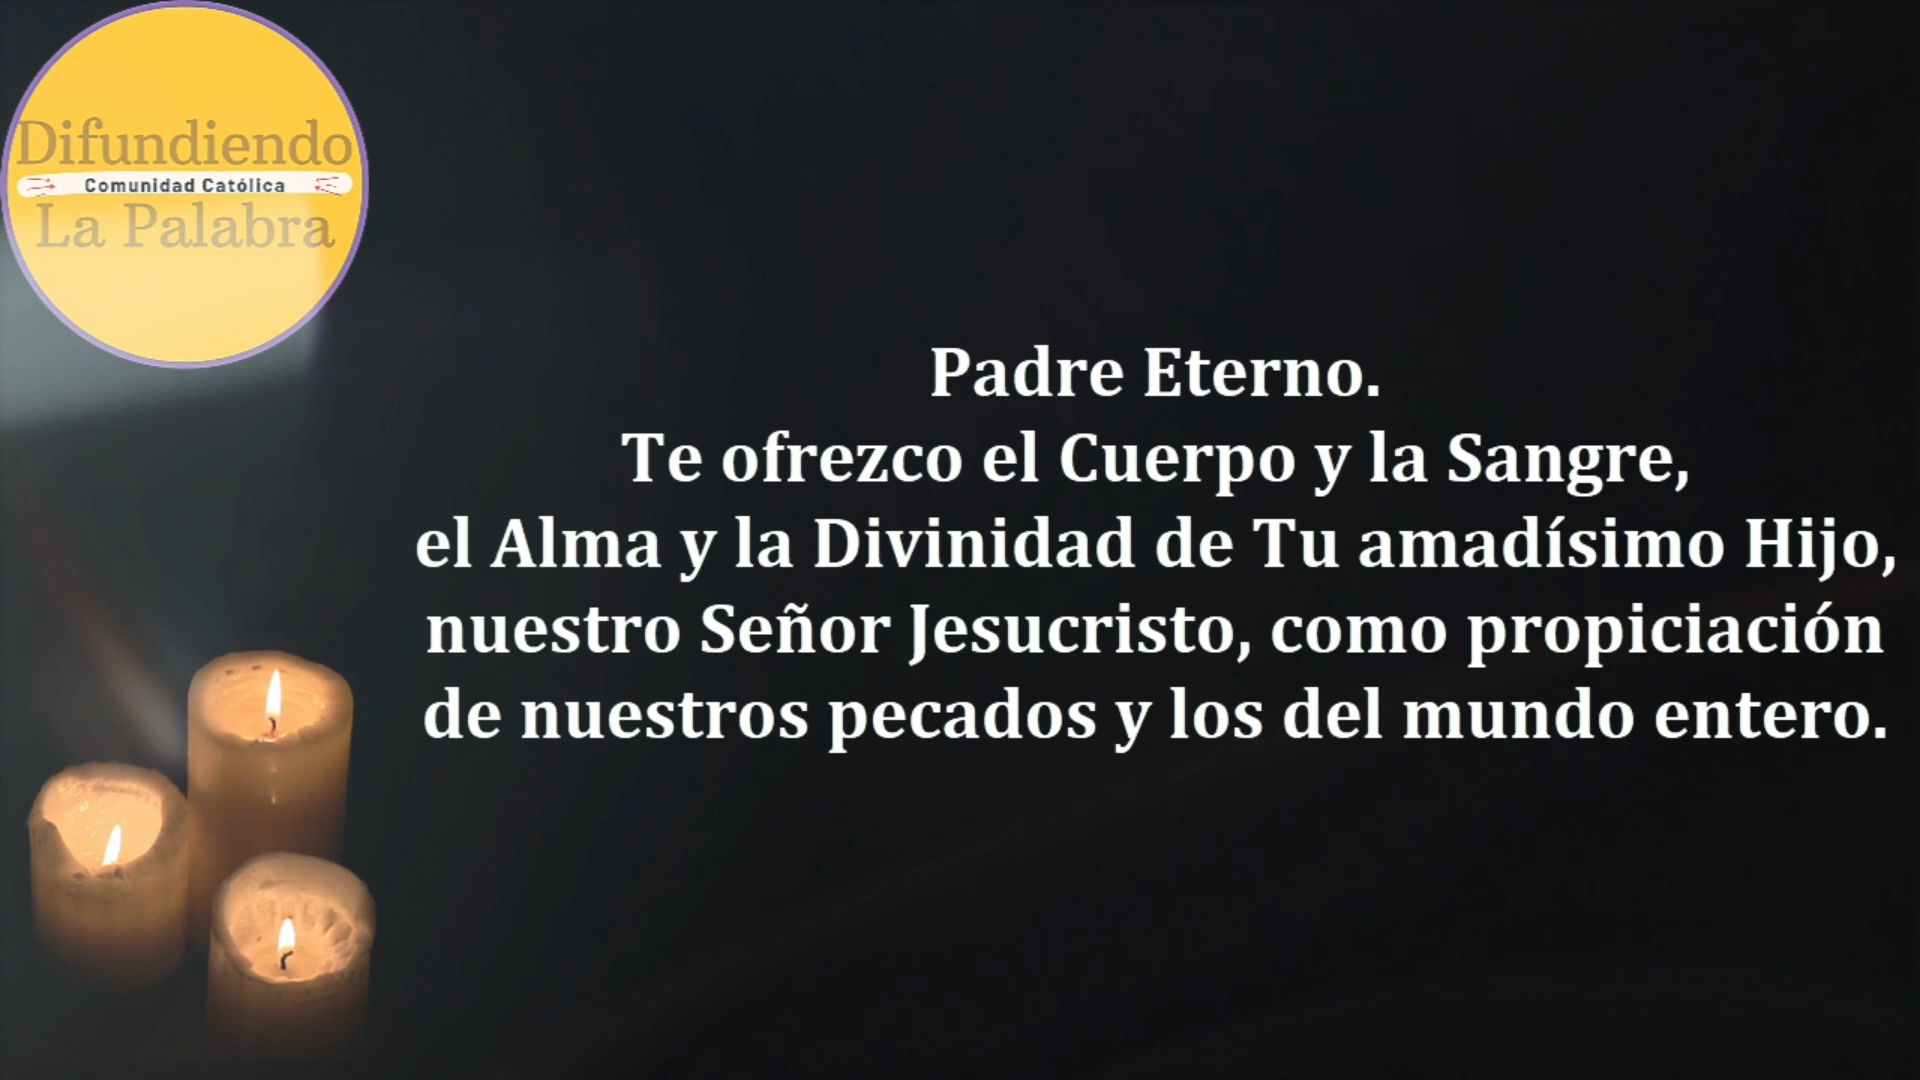 Difundiendo
Comunidad Católica
La Palabra
Padre Eterno.
Te ofrezco el Cuerpo y la Sangre,
el Alma y la Divinidad de Tu amadísimo Hijo,
nuestro Señor Jesucristo, como propiciación
de nuestros pecados y los del mundo entero.